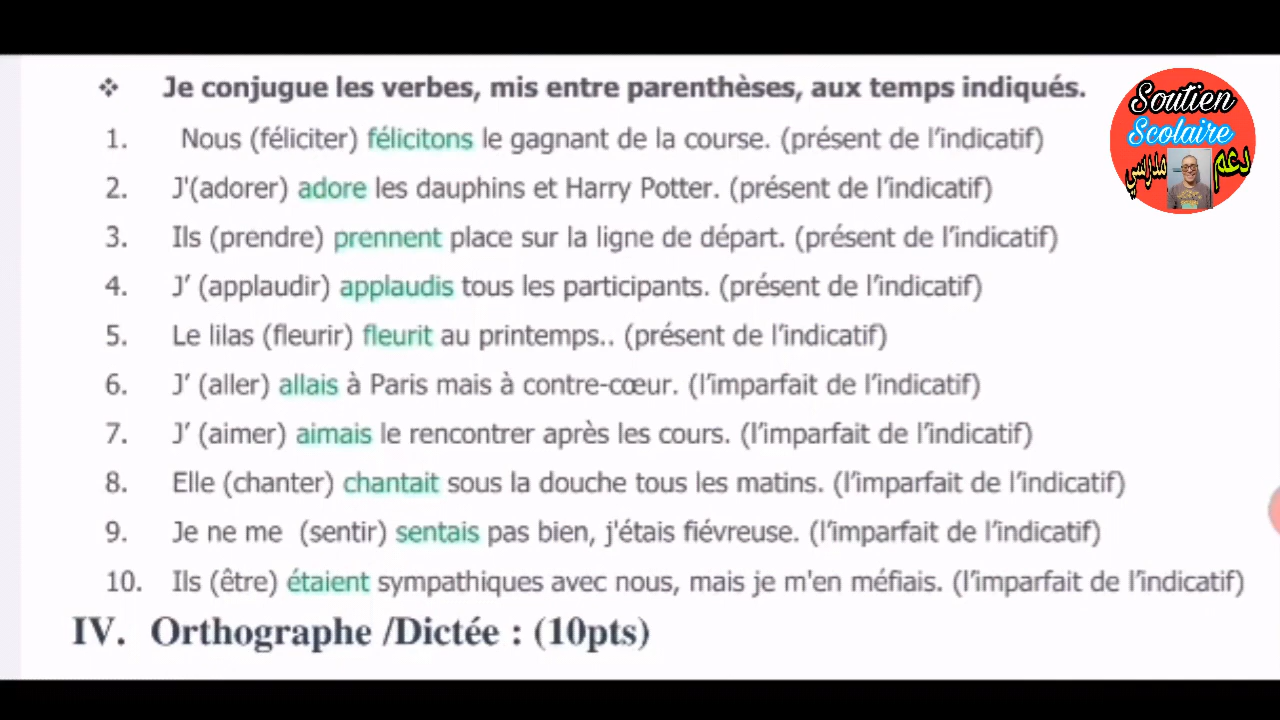 ❖ Je conjugue les verbes, mis entre parenthèses, aux temps indiqués.
1. Nous (féliciter) félicitons le gagnant de la course. (présent de l’indicatif)
2. J'(adorer) adore les dauphins et Harry Potter. (présent de l’indicatif)
3. Ils (prendre) prennent place sur la ligne de départ. (présent de l’indicatif)
4. J’ (applaudir) applaudis tous les participants. (présent de l’indicatif)
5. Le lilas (fleurir) fleurit au printemps.. (présent de l’indicatif)
6. J’ (aller) allais à Paris mais à contre-cœur. (l’imparfait de l’indicatif)
7. J’ (aimer) aimais le rencontrer après les cours. (l’imparfait de l’indicatif)
8. Elle (chanter) chantait sous la douche tous les matins. (l’imparfait de l’indicatif)
9. Je ne me (sentir) sentais pas bien, j'étais fiévreuse. (l’imparfait de l’indicatif)
10. Ils (être) étaient sympathiques avec nous, mais je m'en méfiais. (l’imparfait de l’indicatif)
IV. Orthographe /Dictée : (10pts)
Soutien
Scolaire
دعم مدرسي